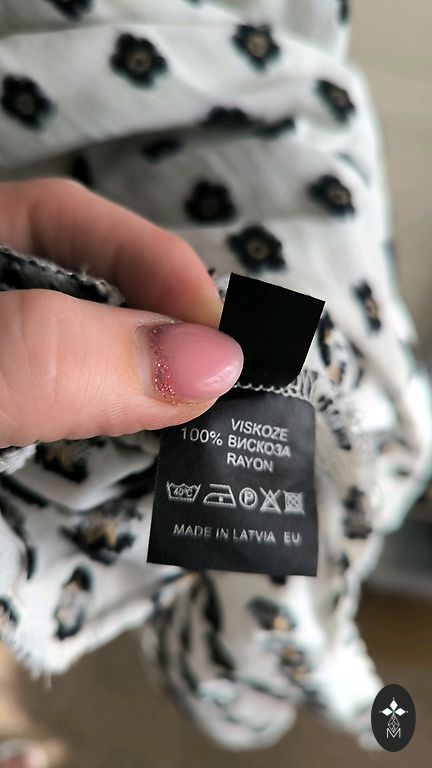 VISKOZE
100% ВИСКОЗА
RAYON
40°C P
MADE IN LATVIA EU
M